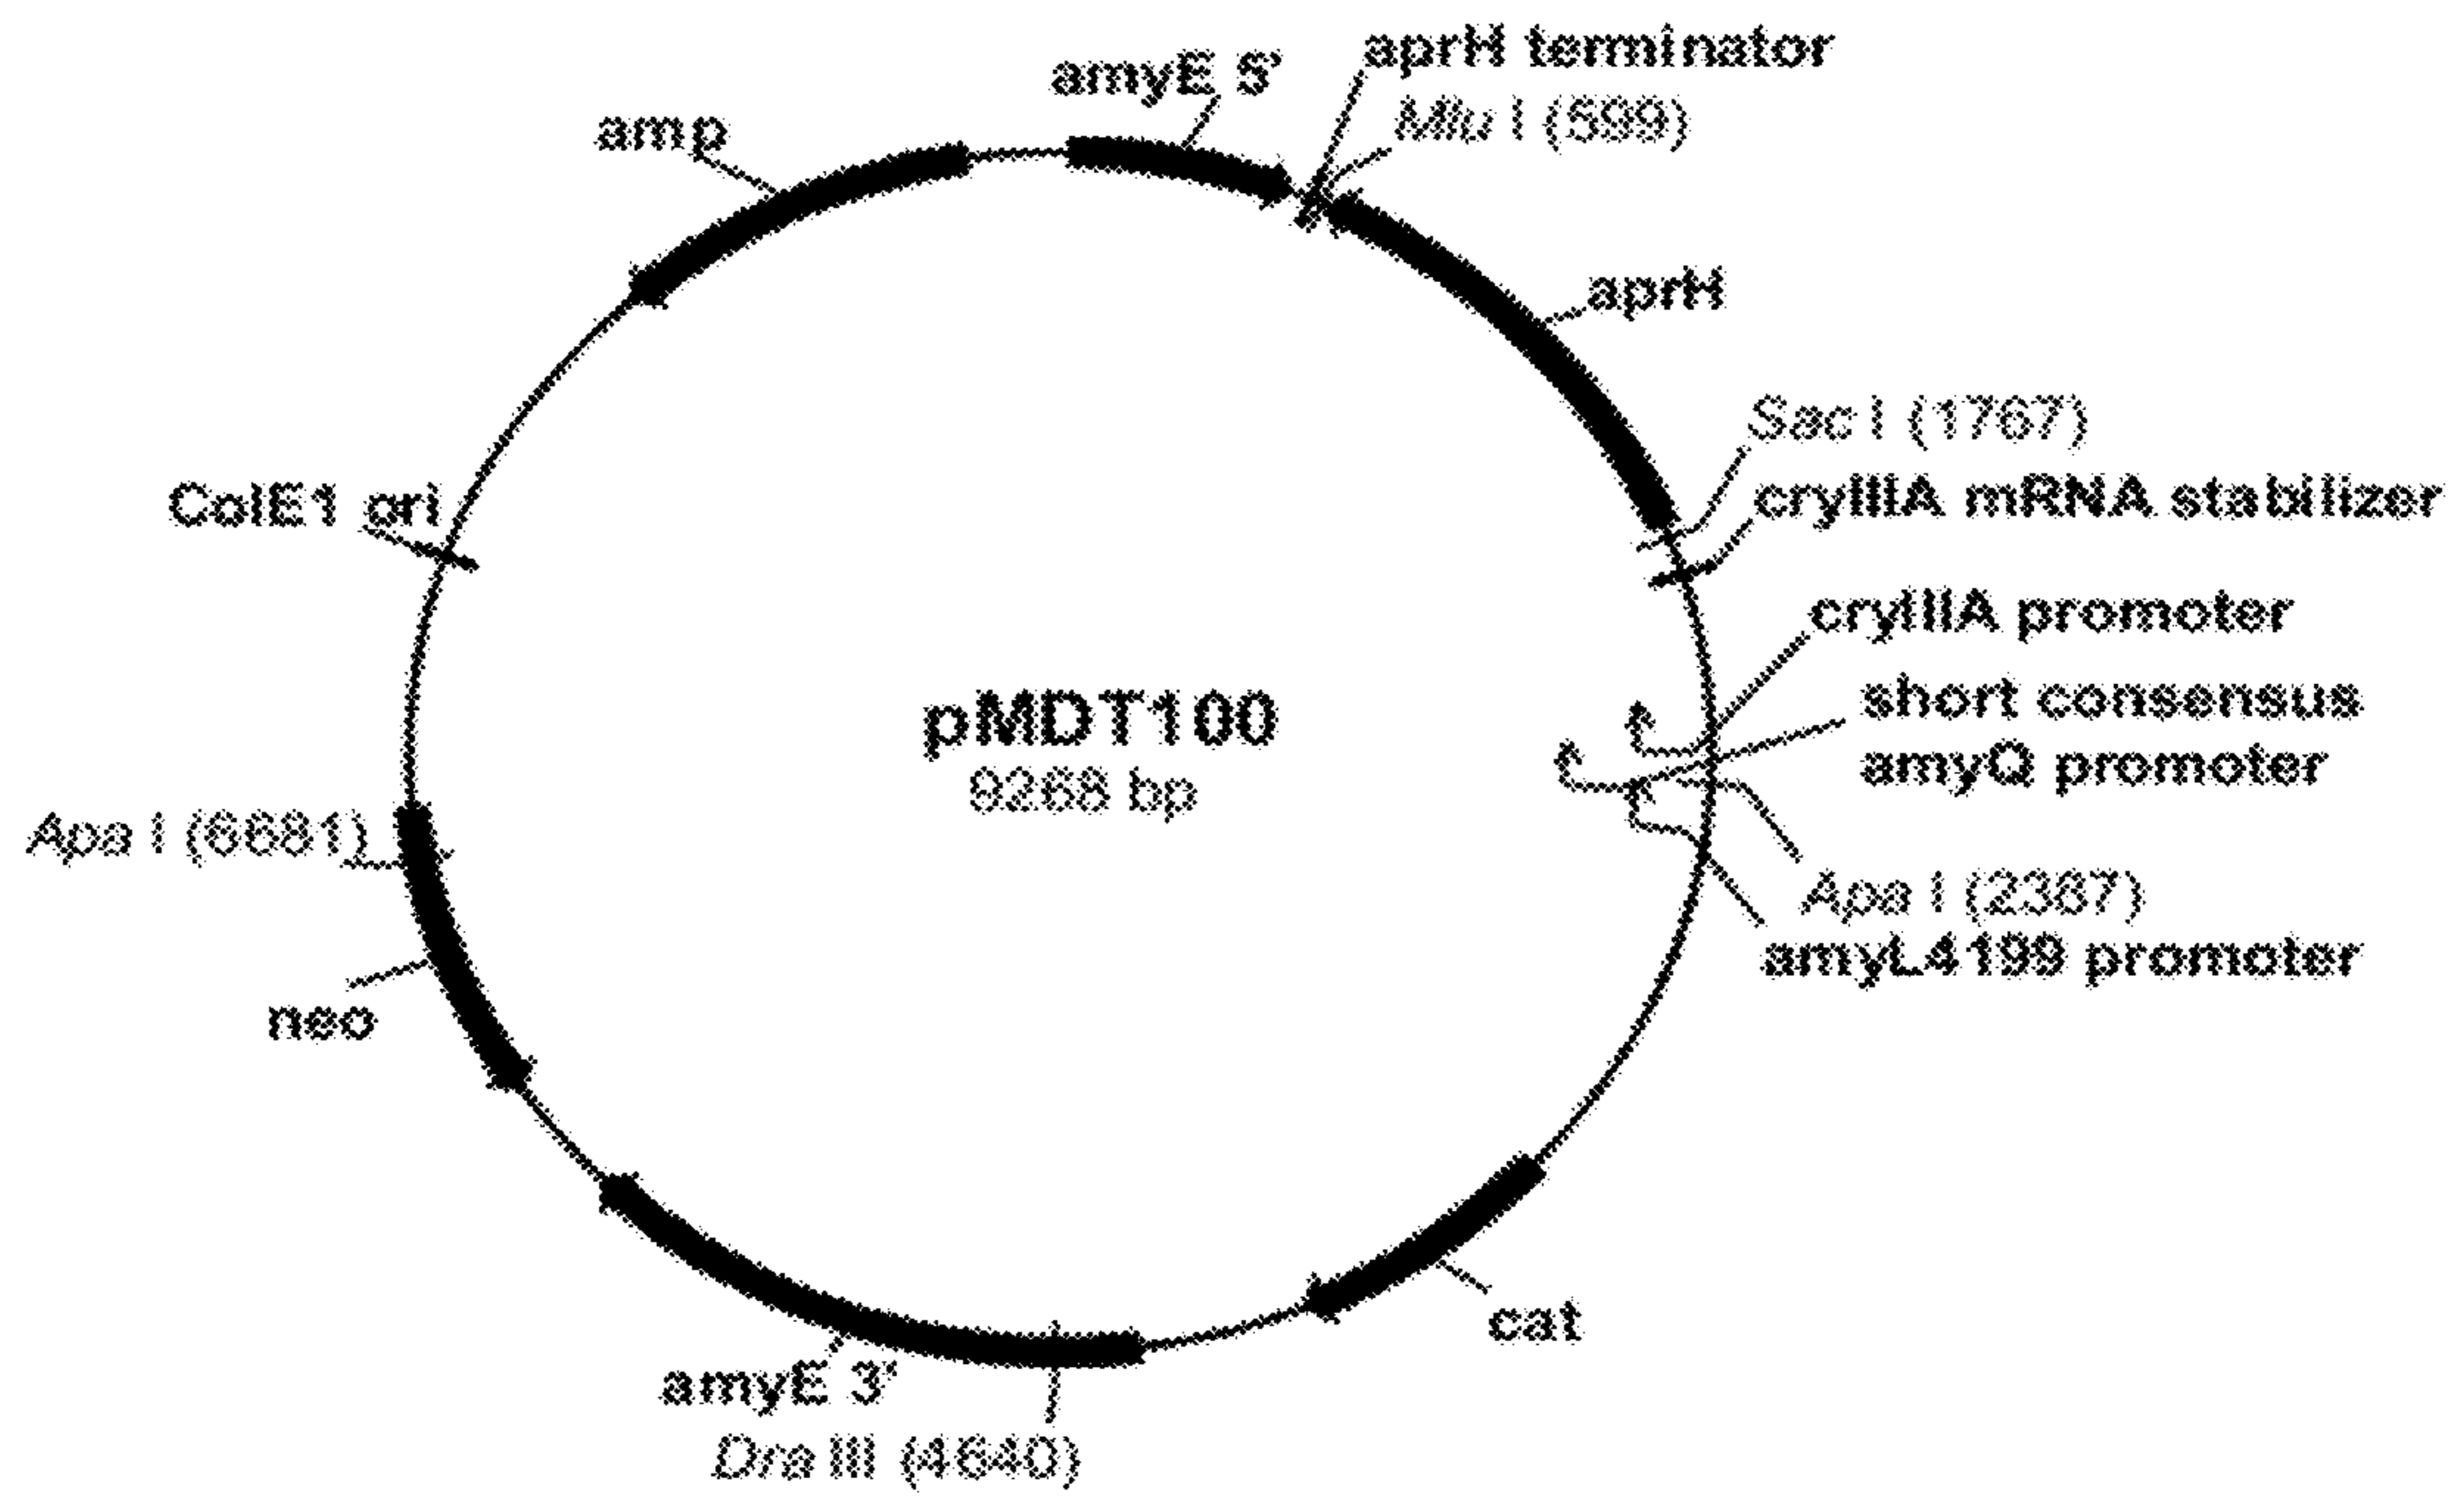 amyE 5'
aprH terminator
Mlu I (599)
amp
aprH
Sac I (1767)
cryIIIA mRNA stabilizer
ColE1 ori
cryIIIA promoter
short consensus
amyQ promoter
pMDT100
9268 bp
Apa I (6681)
Apa I (2367)
amyL4199 promoter
neo
cat
amyE 3'
Dra III (4640)